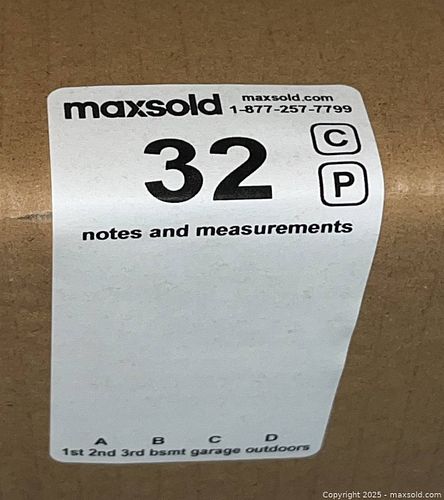 maxsold maxsold.com
1-877-257-7799
32 C
P
notes and measurements
A B C D
1st 2nd 3rd bsmt garage outdoors
Copyright 2025 - maxsold.com